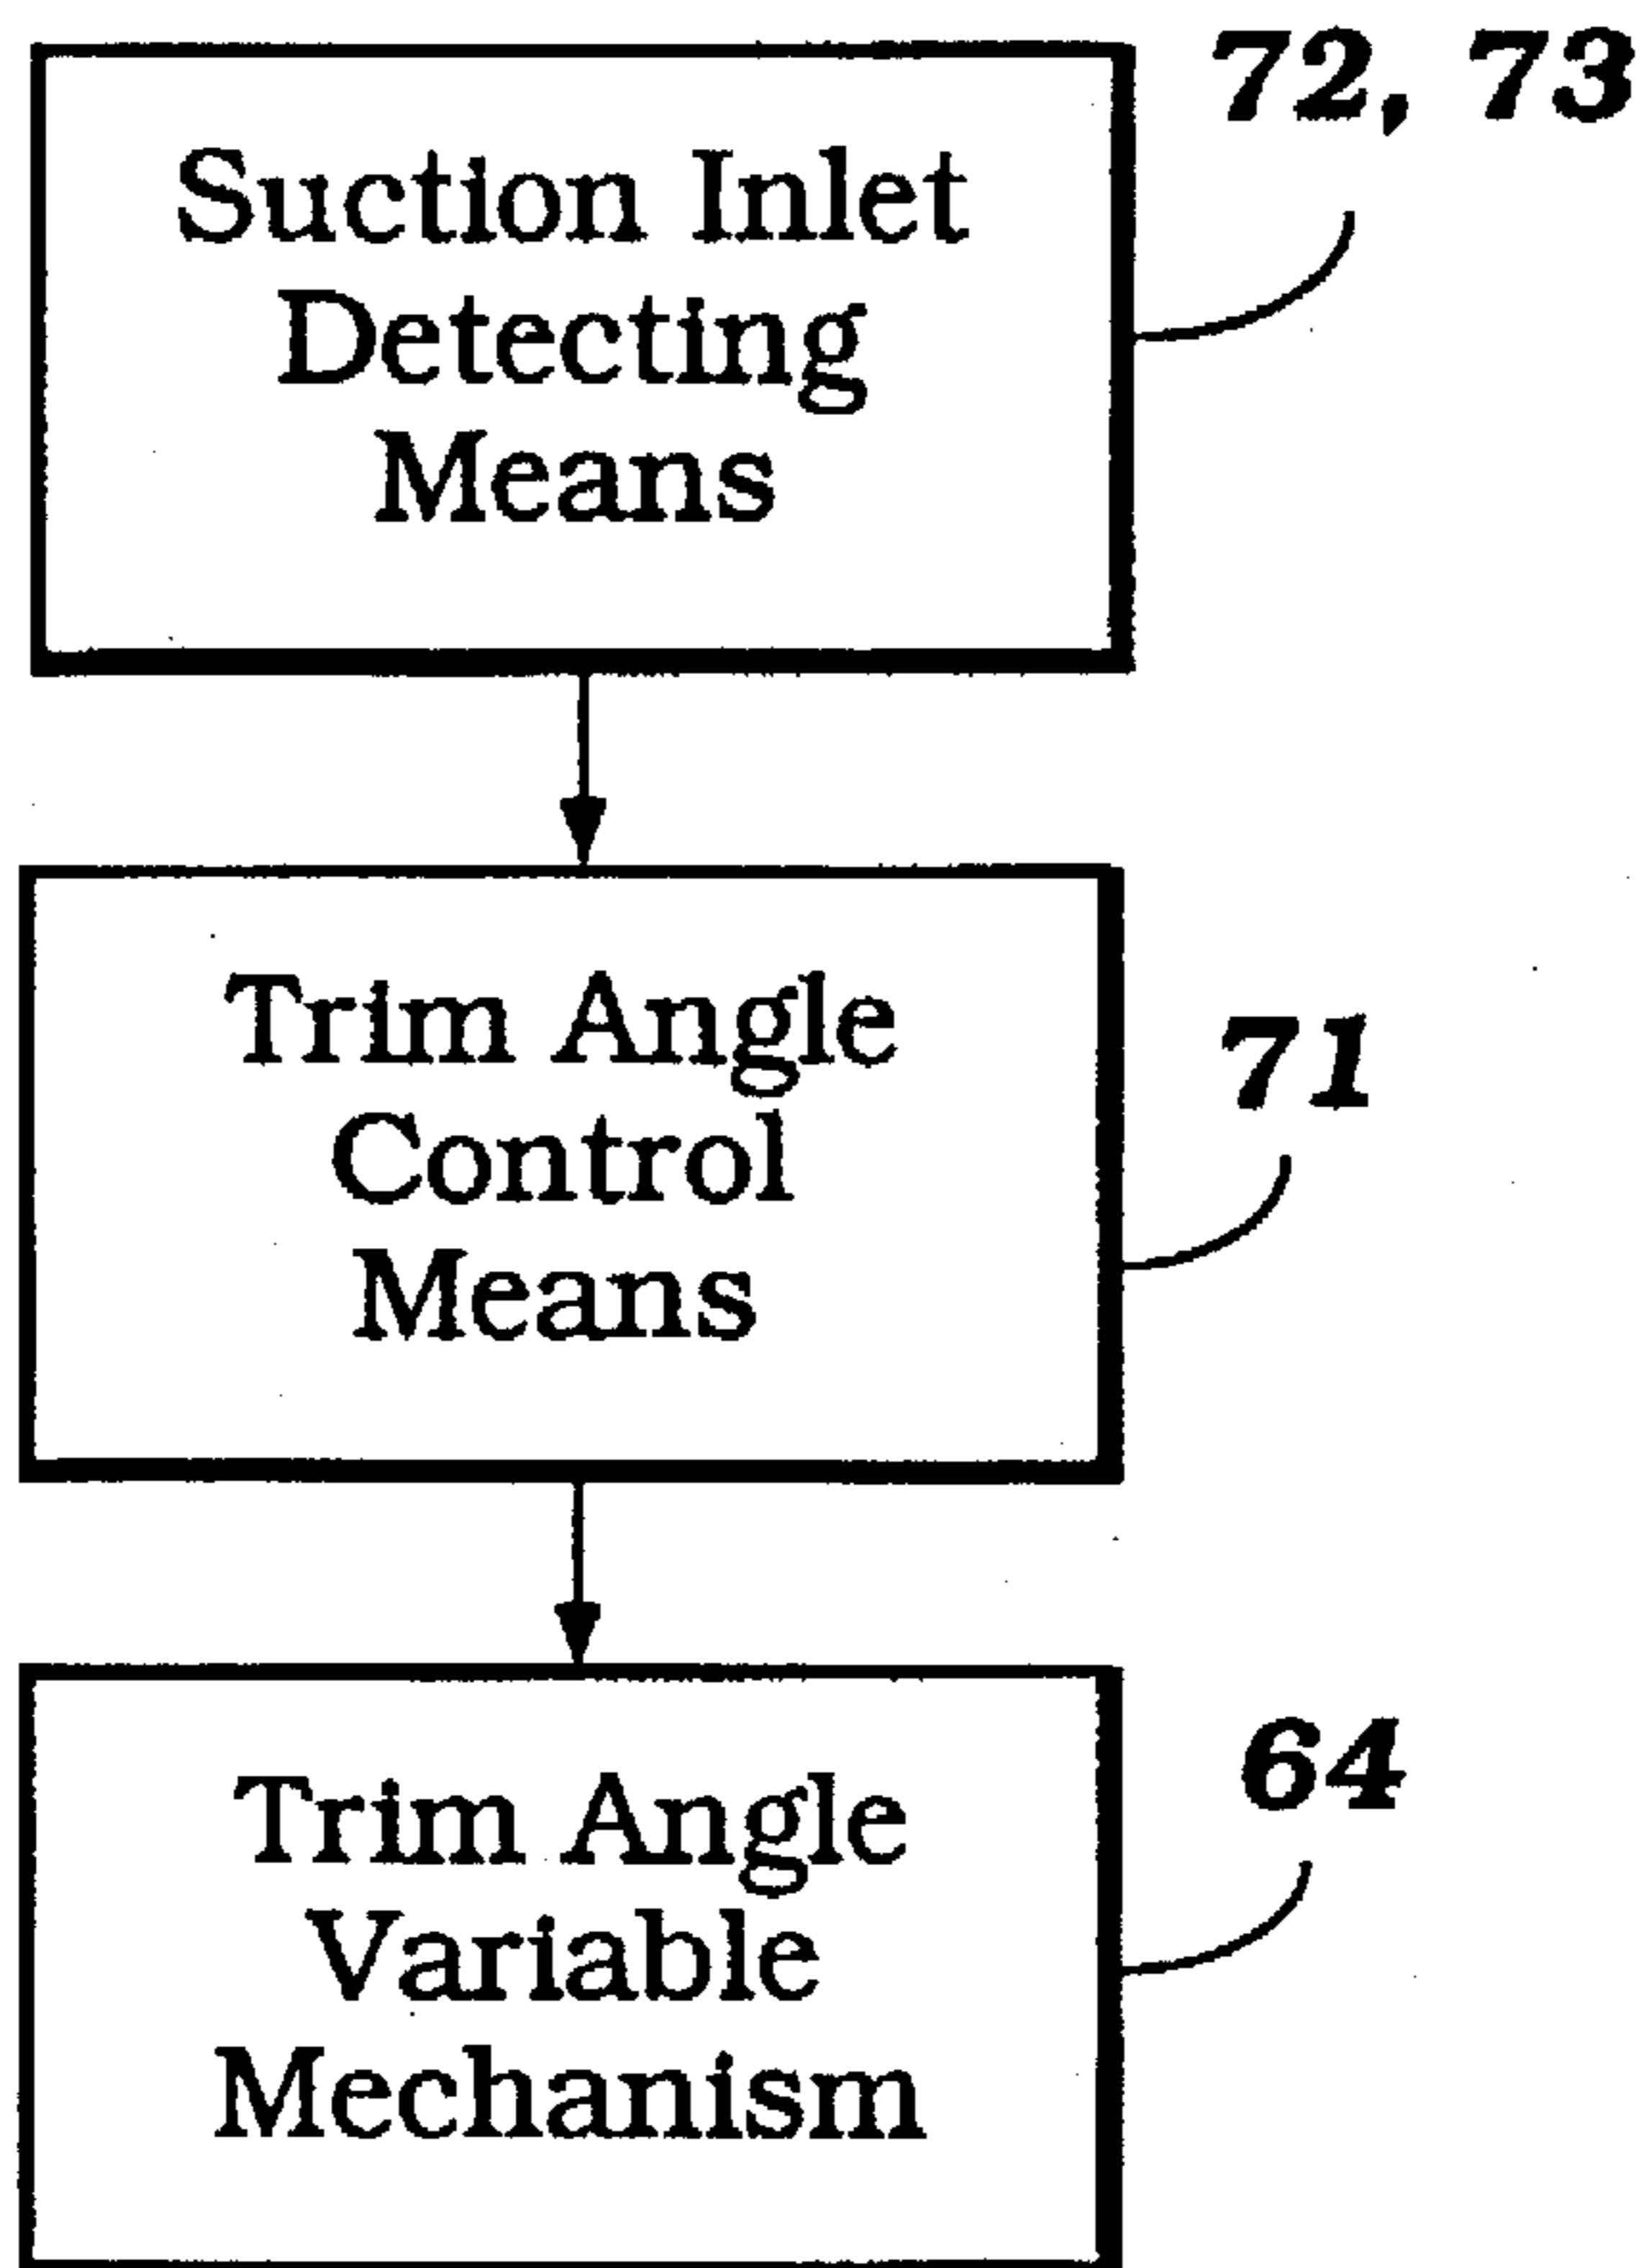 72, 73
Suction Inlet
Detecting
Means
Trim Angle
Control
Means
71
Trim Angle
Variable
Mechanism
64